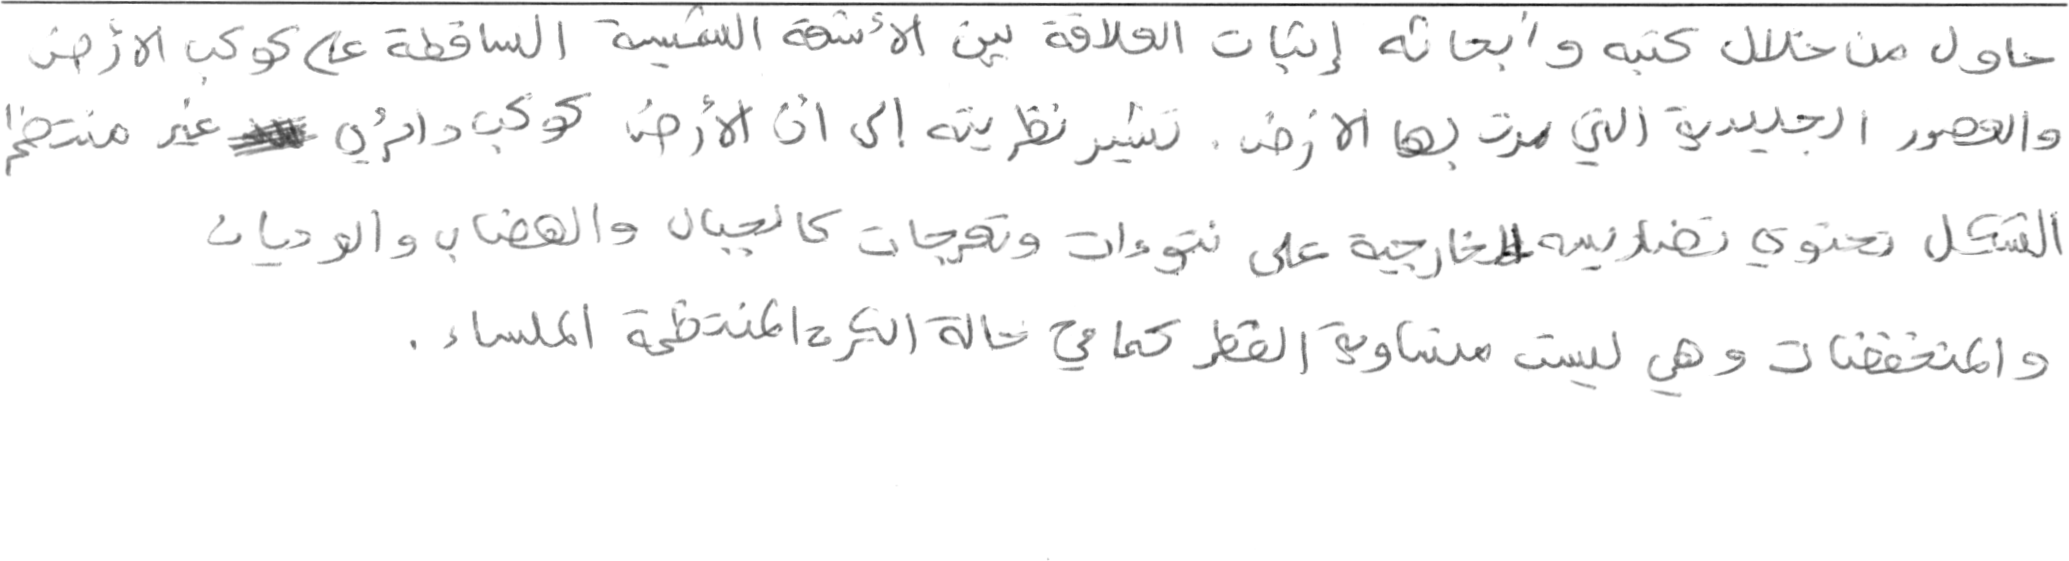 حاول من خلال كتبه وأبحاثه إثبات العلاقة بين الأشعة الشمسية الساقطة على كوكب الأرض
والعصور الجليدية التي مرت بها الأرض. تشير نظريته إلى أن الأرض كوكب دائري غير منتظم
الشكل تحتوي تضاريسه الخارجية على نتوءات وتعرجات كالجبال والهضاب والوديان
والمنخفضات وهي ليست متساوية القطر كما في حالة الكرة المنتظمة الملساء.